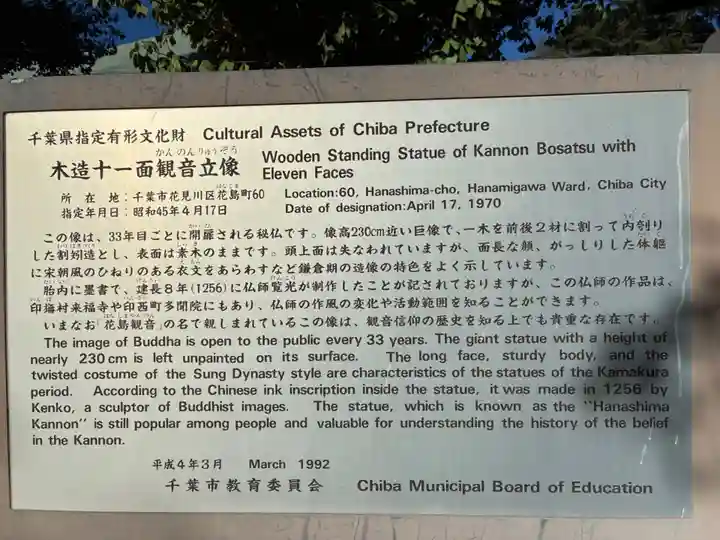 千葉県指定有形文化財 Cultural Assets of Chiba Prefecture
かんのんりゅうぞう
木造十一面観音立像 Wooden Standing Statue of Kannon Bosatsu with
Eleven Faces
はなしま
所在地:千葉市花見川区花島町60 Location:60, Hanashima-cho, Hanamigawa Ward, Chiba City
指定年月日:昭和45年4月17日 Date of designation:April 17, 1970
この像は、33年目ごとに開扉される秘仏です。像高230cm近い巨像で、一木を前後2材に割って内刳り
した割矧造とし、表面は素木のままです。頭上面は失なわれていますが、面長な顔、がっしりした体軀
に宋朝風のひねりのある衣文をあらわすなど鎌倉期の造像の特色をよく示しています。
胎内に墨書で、建長8年(1256)に仏師賢光が制作したことが記されておりますが、この仏師の作品は、
印旛村来福寺や印西町多聞院にもあり、仏師の作風の変化や活動範囲を知ることができます。
はなしまかんのん
いまなお「花島観音」の名で親しまれているこの像は、観音信仰の歴史を知る上でも貴重な存在です。
The image of Buddha is open to the public every 33 years. The giant statue with a height of
nearly 230cm is left unpainted on its surface. The long face, sturdy body, and the
twisted costume of the Sung Dynasty style are characteristics of the statues of the Kamakura
period. According to the Chinese ink inscription inside the statue, it was made in 1256 by
Kenko, a sculptor of Buddhist images. The statue, which is known as the "Hanashima
Kannon" is still popular among people and valuable for understanding the history of the belief
in the Kannon.
平成4年3月 March 1992
千葉市教育委員会 Chiba Municipal Board of Education